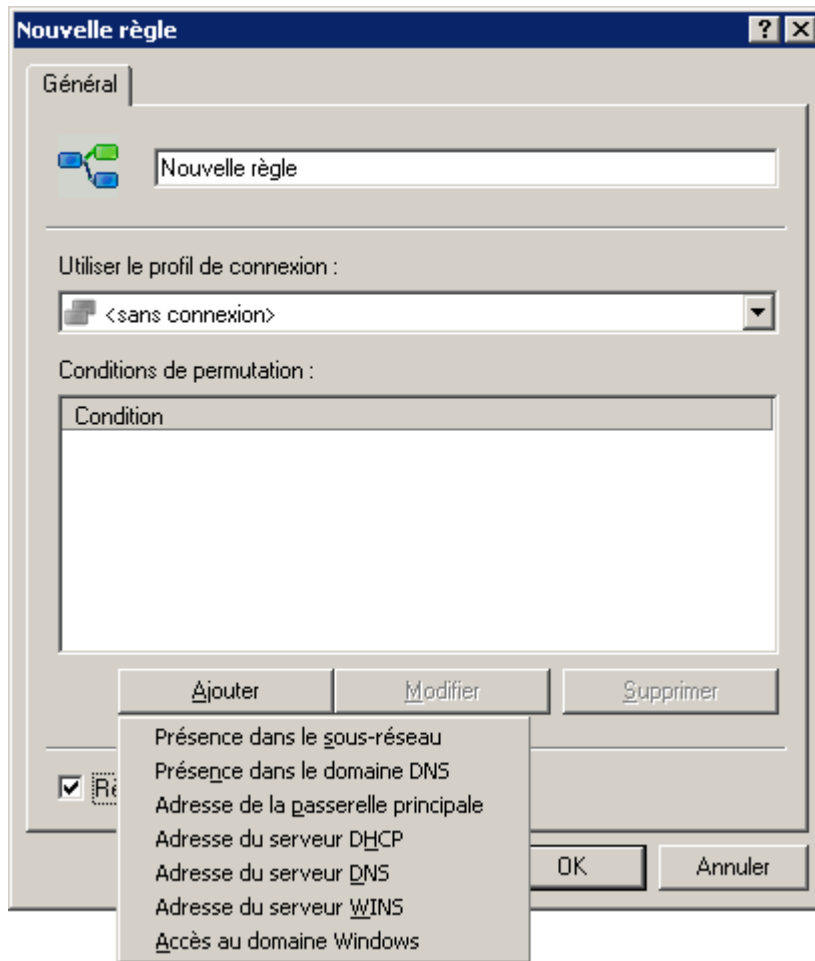 Nouvelle règle
Général
Nouvelle règle
Utiliser le profil de connexion :
<sans connexion>
Conditions de permutation :
Condition
Ajouter Modifier Supprimer
Présence dans le sous-réseau
Présence dans le domaine DNS
Adresse de la passerelle principale
Adresse du serveur DHCP
Adresse du serveur DNS
Adresse du serveur WINS
Accès au domaine Windows
OK Annuler